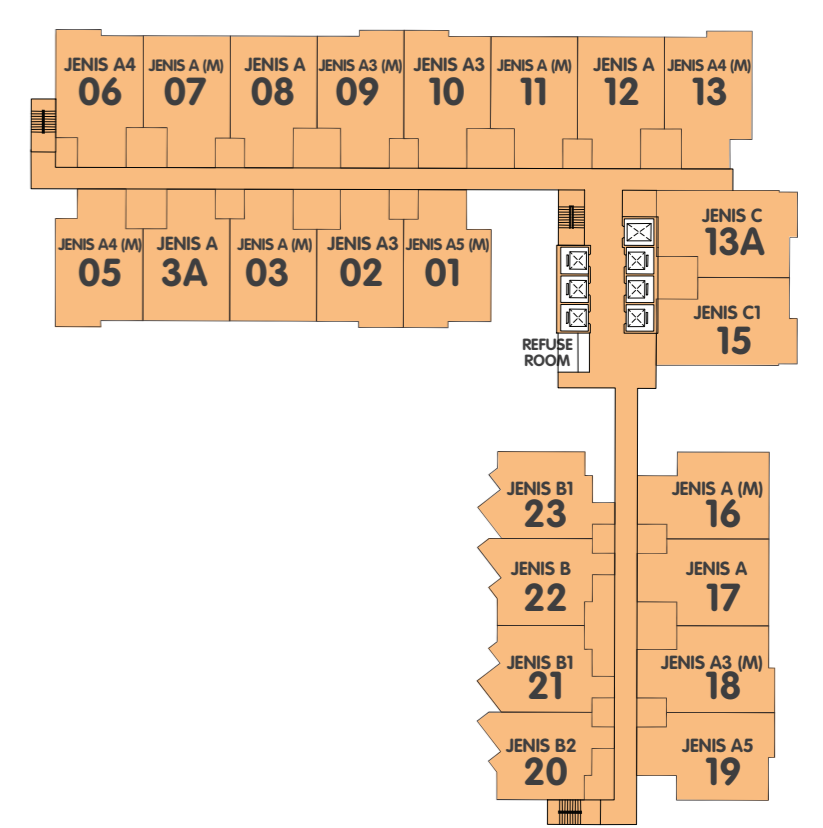 JENIS A4
06
JENIS A (M)
07
JENIS A
08
JENIS A3 (M)
09
JENIS A3
10
JENIS A (M)
11
JENIS A
12
JENIS A4 (M)
13
JENIS A4 (M)
05
JENIS A
3A
JENIS A (M)
03
JENIS A3
02
JENIS A5 (M)
01
JENIS C
13A
JENIS C1
15
REFUSE
ROOM
JENIS B1
23
JENIS A (M)
16
JENIS B
22
JENIS A
17
JENIS B1
21
JENIS A3 (M)
18
JENIS B2
20
JENIS A5
19